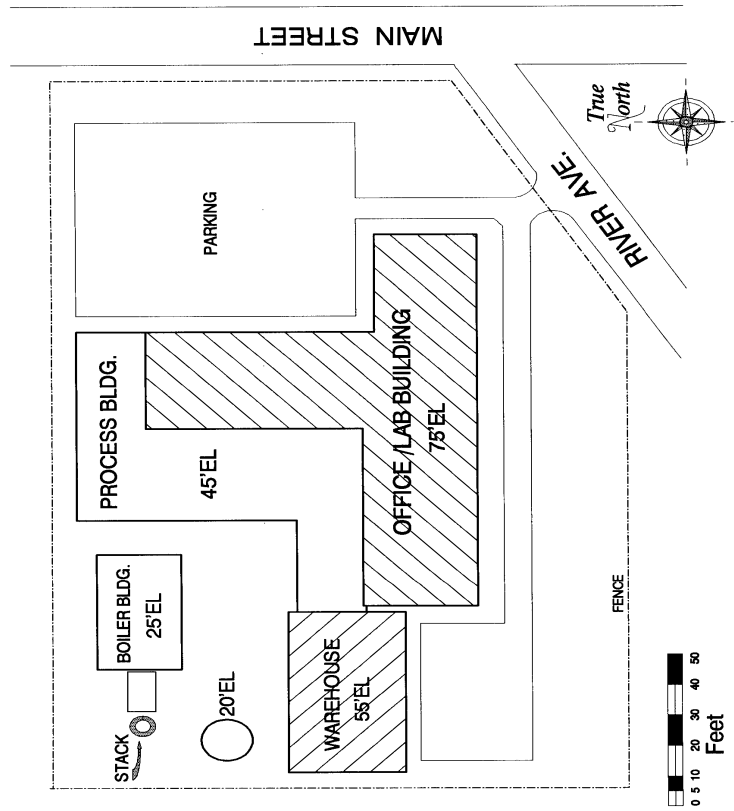 MAIN STREET
True
North
RIVER AVE.
PARKING
PROCESS BLDG.
45'EL
OFFICE/LAB BUILDING
75'EL
BOILER BLDG.
25'EL
STACK
20'EL
WAREHOUSE
55'EL
FENCE
0 5 10 20 30 40 50
Feet